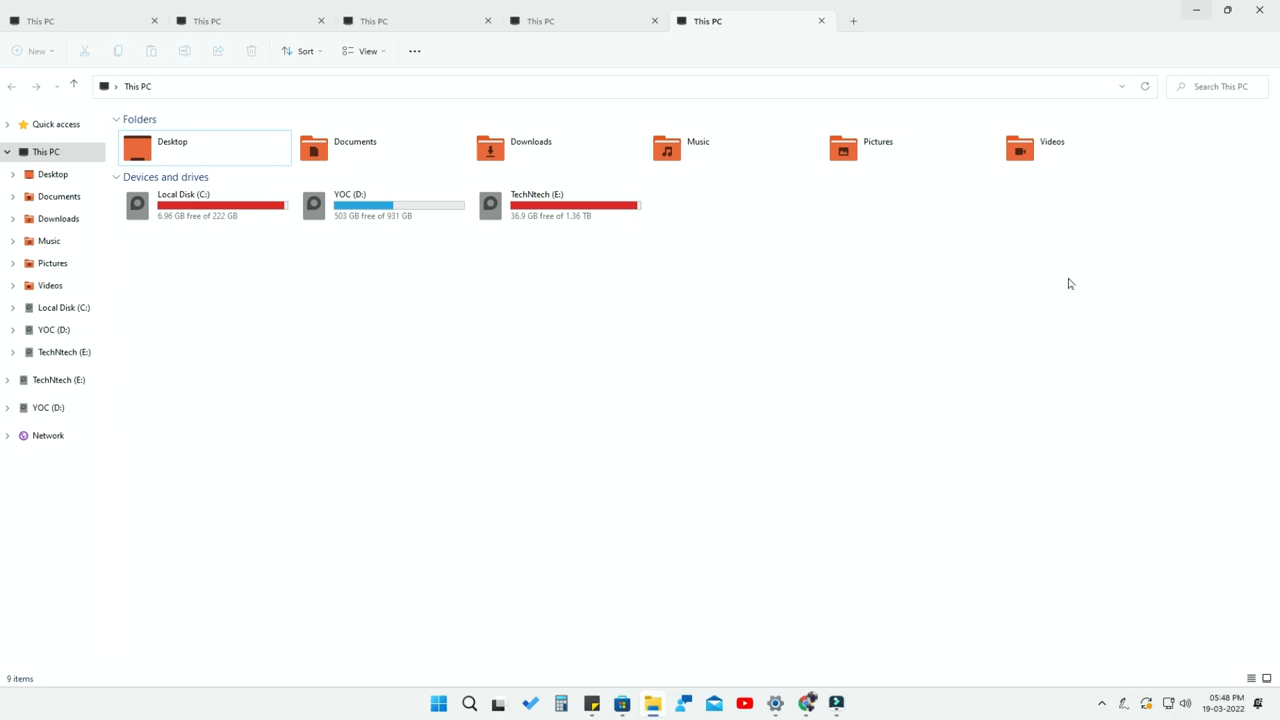 This PC This PC This PC This PC This PC
New Sort View
This PC Search This PC
Quick access
This PC
Desktop
Documents
Downloads
Music
Pictures
Videos
Local Disk (C:)
YOC (D:)
TechNtech (E:)
TechNtech (E:)
YOC (D:)
Network
Folders
Desktop Documents Downloads Music Pictures Videos
Devices and drives
Local Disk (C:) YOC (D:) TechNtech (E:)
6.96 GB free of 222 GB 503 GB free of 931 GB 36.9 GB free of 1.36 TB
9 items
05:48 PM
19-03-2022